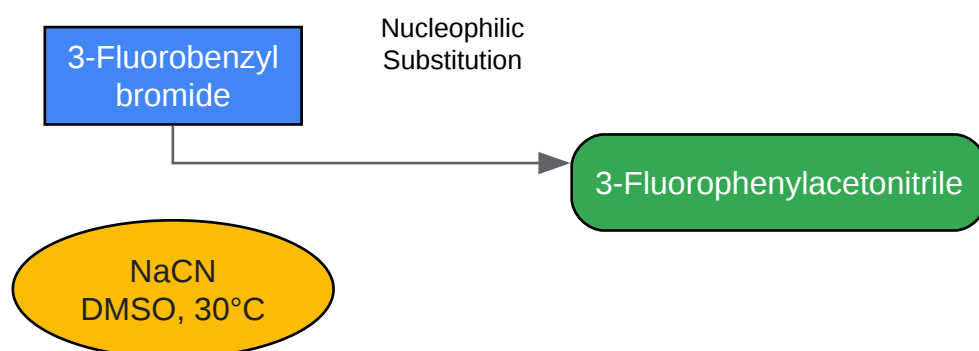 Nucleophilic
Substitution
3-Fluorobenzyl
bromide
3-Fluorophenylacetonitrile
NaCN
DMSO, 30°C